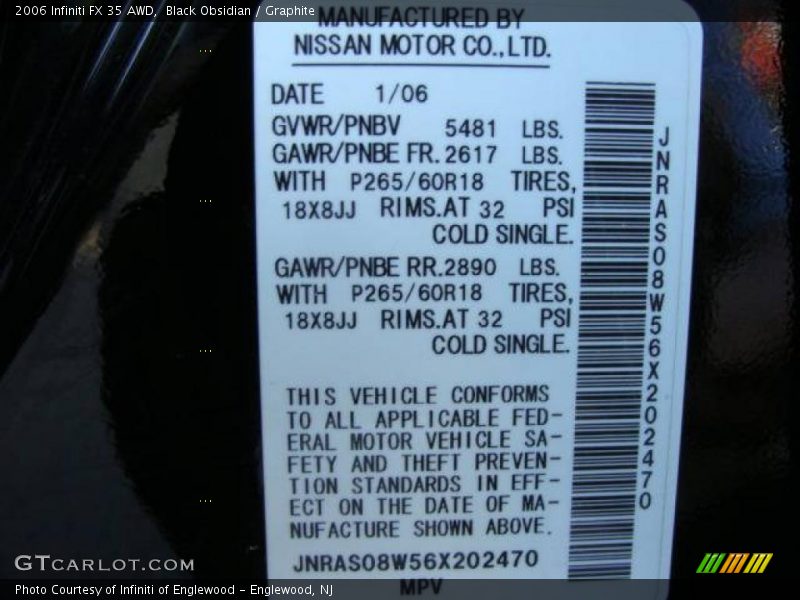 2006 Infiniti FX 35 AWD, Black Obsidian / Graphite
MANUFACTURED BY
NISSAN MOTOR CO.,LTD.
DATE 1/06
GVWR/PNBV 5481 LBS.
GAWR/PNBE FR.2617 LBS.
WITH P265/60R18 TIRES,
18X8JJ RIMS.AT 32 PSI
COLD SINGLE.
GAWR/PNBE RR.2890 LBS.
WITH P265/60R18 TIRES,
18X8JJ RIMS.AT 32 PSI
COLD SINGLE.
THIS VEHICLE CONFORMS
TO ALL APPLICABLE FED-
ERAL MOTOR VEHICLE SA-
FETY AND THEFT PREVEN-
TION STANDARDS IN EFF-
ECT ON THE DATE OF MA-
NUFACTURE SHOWN ABOVE.
JNRAS08W56X202470
MPV
JNRAS08W56X202470
GTCARLOT.COM
Photo Courtesy of Infiniti of Englewood - Englewood, NJ